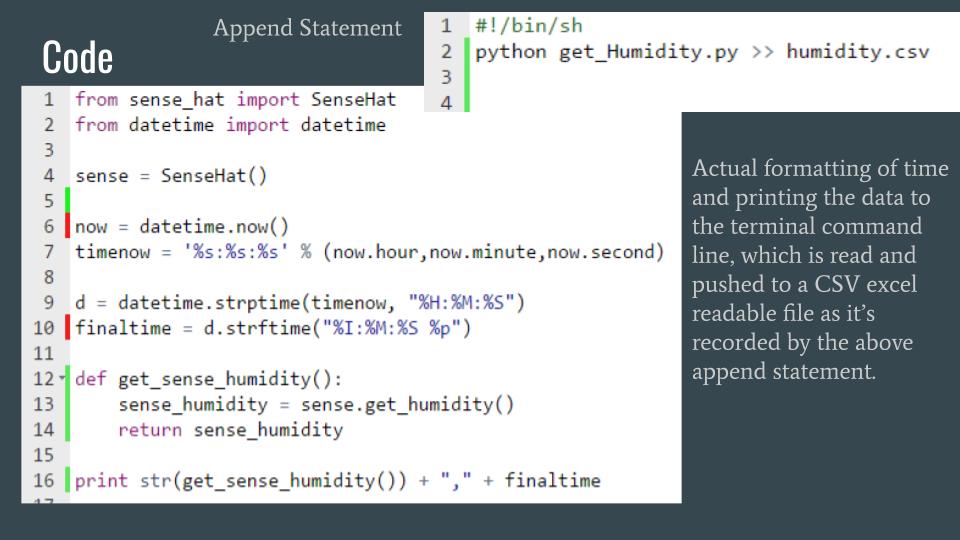 Append Statement
Code
1 #!/bin/sh
2 python get_Humidity.py >> humidity.csv
3
4
1 from sense_hat import SenseHat
2 from datetime import datetime
3
4 sense = SenseHat()
5
6 now = datetime.now()
7 timenow = '%s:%s:%s' % (now.hour,now.minute,now.second)
8
9 d = datetime.strptime(timenow, "%H:%M:%S")
10 finaltime = d.strftime("%I:%M:%S %p")
11
12 def get_sense_humidity():
13     sense_humidity = sense.get_humidity()
14     return sense_humidity
15
16 print str(get_sense_humidity()) + "," + finaltime
17
Actual formatting of time
and printing the data to
the terminal command
line, which is read and
pushed to a CSV excel
readable file as it's
recorded by the above
append statement.